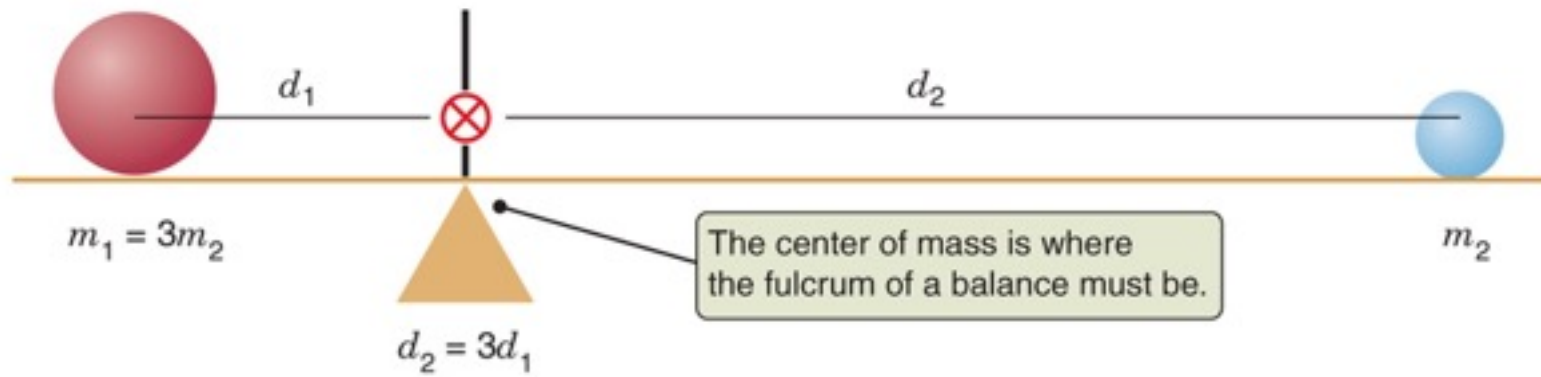 d₁
d₂
m₁ = 3m₂
The center of mass is where
the fulcrum of a balance must be.
m₂
d₂ = 3d₁